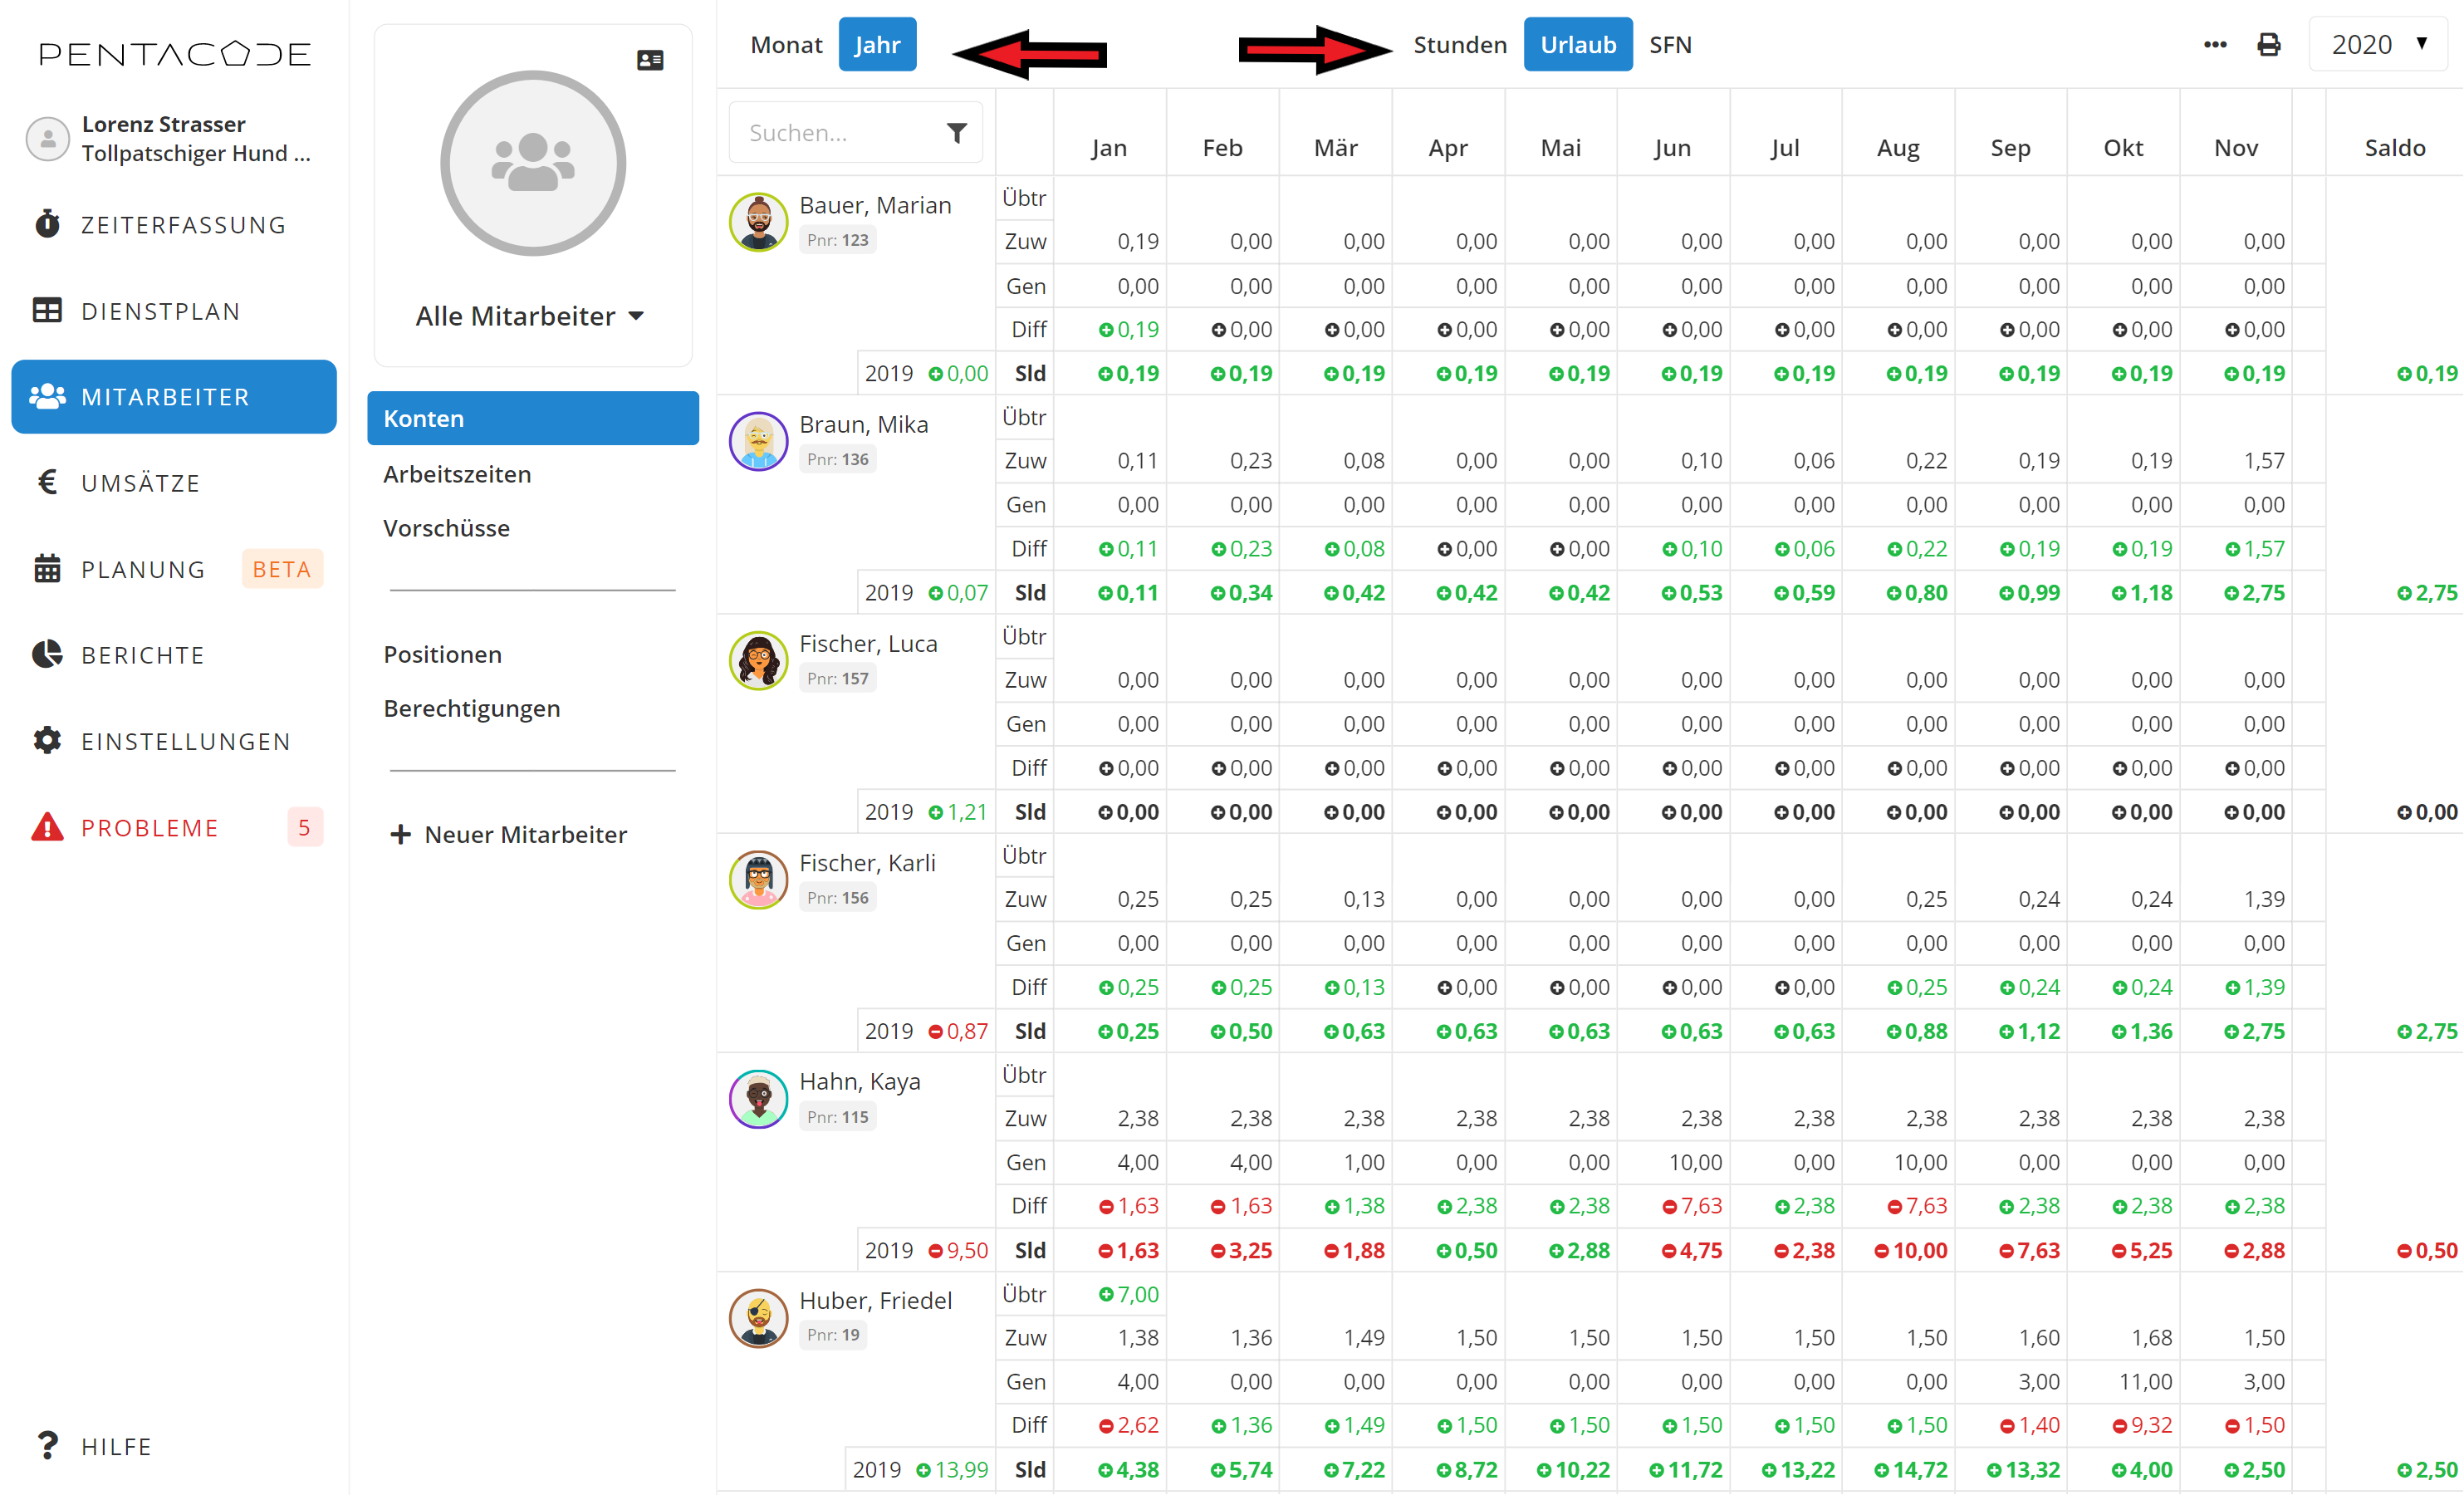 PENTACODE
Lorenz Strasser
Tollpatschiger Hund ...
ZEITERFASSUNG
DIENSTPLAN
MITARBEITER
UMSÄTZE
PLANUNG BETA
BERICHTE
EINSTELLUNGEN
PROBLEME 5
HILFE
Alle Mitarbeiter
Konten
Arbeitszeiten
Vorschüsse
Positionen
Berechtigungen
Neuer Mitarbeiter
Monat Jahr Stunden Urlaub SFN ••• 2020
Suchen... Jan Feb Mär Apr Mai Jun Jul Aug Sep Okt Nov Saldo
Bauer, Marian Übtr
Pnr: 123 Zuw 0,19 0,00 0,00 0,00 0,00 0,00 0,00 0,00 0,00 0,00 0,00
Gen 0,00 0,00 0,00 0,00 0,00 0,00 0,00 0,00 0,00 0,00 0,00
Diff +0,19 +0,00 +0,00 +0,00 +0,00 +0,00 +0,00 +0,00 +0,00 +0,00 +0,00
2019 +0,00 Sld +0,19 +0,19 +0,19 +0,19 +0,19 +0,19 +0,19 +0,19 +0,19 +0,19 +0,19 +0,19
Braun, Mika Übtr
Pnr: 136 Zuw 0,11 0,23 0,08 0,00 0,00 0,10 0,06 0,22 0,19 0,19 1,57
Gen 0,00 0,00 0,00 0,00 0,00 0,00 0,00 0,00 0,00 0,00 0,00
Diff +0,11 +0,23 +0,08 +0,00 +0,00 +0,10 +0,06 +0,22 +0,19 +0,19 +1,57
2019 +0,07 Sld +0,11 +0,34 +0,42 +0,42 +0,42 +0,53 +0,59 +0,80 +0,99 +1,18 +2,75 +2,75
Fischer, Luca Übtr
Pnr: 157 Zuw 0,00 0,00 0,00 0,00 0,00 0,00 0,00 0,00 0,00 0,00 0,00
Gen 0,00 0,00 0,00 0,00 0,00 0,00 0,00 0,00 0,00 0,00 0,00
Diff +0,00 +0,00 +0,00 +0,00 +0,00 +0,00 +0,00 +0,00 +0,00 +0,00 +0,00
2019 +1,21 Sld +0,00 +0,00 +0,00 +0,00 +0,00 +0,00 +0,00 +0,00 +0,00 +0,00 +0,00 +0,00
Fischer, Karli Übtr
Pnr: 156 Zuw 0,25 0,25 0,13 0,00 0,00 0,00 0,00 0,25 0,24 0,24 1,39
Gen 0,00 0,00 0,00 0,00 0,00 0,00 0,00 0,00 0,00 0,00 0,00
Diff +0,25 +0,25 +0,13 +0,00 +0,00 +0,00 +0,00 +0,25 +0,24 +0,24 +1,39
2019 -0,87 Sld +0,25 +0,50 +0,63 +0,63 +0,63 +0,63 +0,63 +0,88 +1,12 +1,36 +2,75 +2,75
Hahn, Kaya Übtr
Pnr: 115 Zuw 2,38 2,38 2,38 2,38 2,38 2,38 2,38 2,38 2,38 2,38 2,38
Gen 4,00 4,00 1,00 0,00 0,00 10,00 0,00 10,00 0,00 0,00 0,00
Diff -1,63 -1,63 +1,38 +2,38 +2,38 -7,63 +2,38 -7,63 +2,38 +2,38 +2,38
2019 -9,50 Sld -1,63 -3,25 -1,88 +0,50 +2,88 -4,75 -2,38 -10,00 -7,63 -5,25 -2,88 -0,50
Huber, Friedel Übtr +7,00
Pnr: 19 Zuw 1,38 1,36 1,49 1,50 1,50 1,50 1,50 1,50 1,60 1,68 1,50
Gen 4,00 0,00 0,00 0,00 0,00 0,00 0,00 0,00 3,00 11,00 3,00
Diff -2,62 +1,36 +1,49 +1,50 +1,50 +1,50 +1,50 +1,50 -1,40 -9,32 -1,50
2019 +13,99 Sld +4,38 +5,74 +7,22 +8,72 +10,22 +11,72 +13,22 +14,72 +13,32 +4,00 +2,50 +2,50